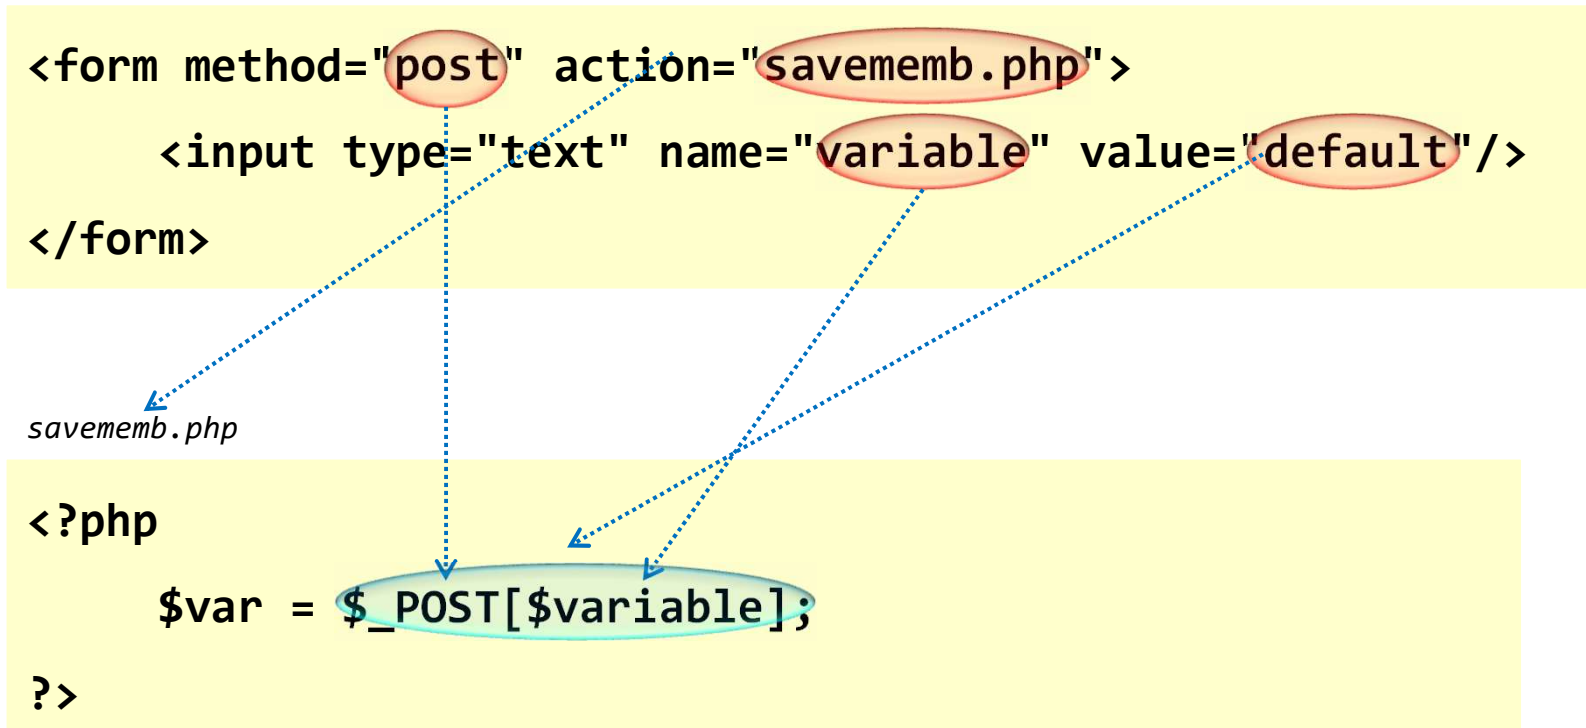 <form method="post" action="savememb.php">
<input type="text" name="variable" value="default"/>
</form>
savememb.php
<?php
$var = $_POST[$variable];
?>